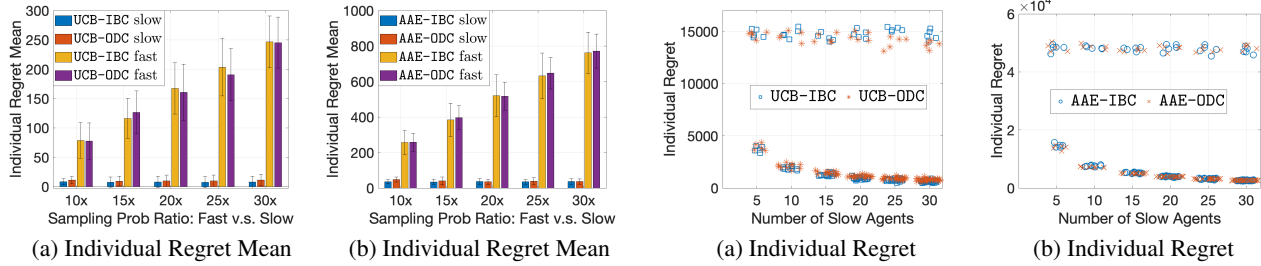 300
250
200
150
100
50
0
Individual Regret Mean
UCB-IBC slow
UCB-ODC slow
UCB-IBC fast
UCB-ODC fast
10x 15x 20x 25x 30x
Sampling Prob Ratio: Fast v.s. Slow
(a) Individual Regret Mean
1000
800
600
400
200
0
Individual Regret Mean
AAE-IBC slow
AAE-ODC slow
AAE-IBC fast
AAE-ODC fast
10x 15x 20x 25x 30x
Sampling Prob Ratio: Fast v.s. Slow
(b) Individual Regret Mean
15000
10000
5000
0
Individual Regret
UCB-IBC UCB-ODC
5 10 15 20 25 30
Number of Slow Agents
(a) Individual Regret
6 ×10⁴
4
2
0
Individual Regret
AAE-IBC AAE-ODC
5 10 15 20 25 30
Number of Slow Agents
(b) Individual Regret